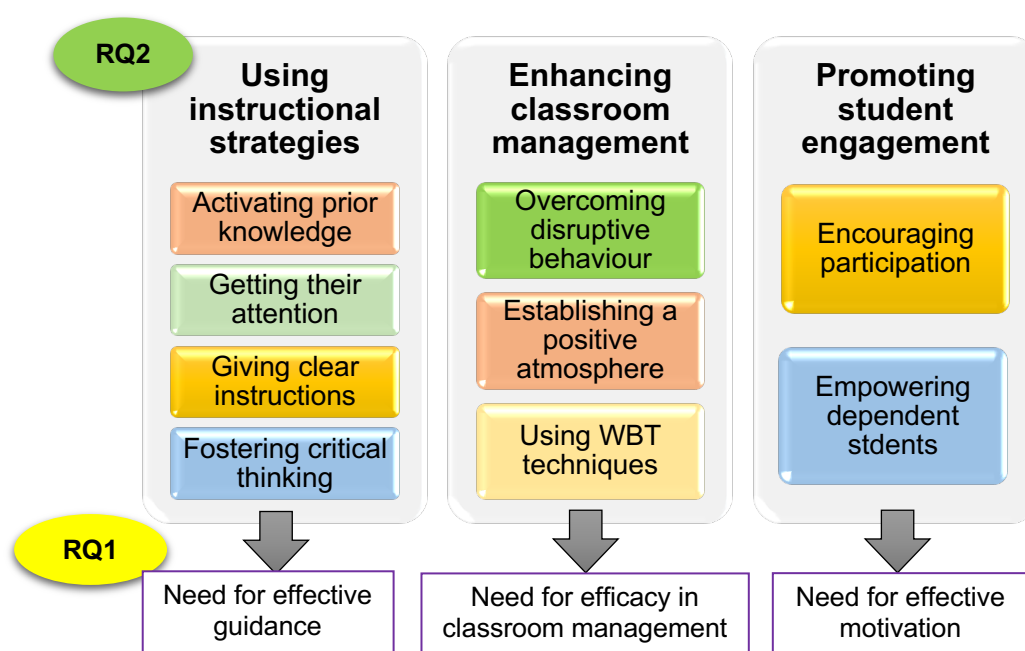 RQ2
Using
instructional
strategies
Activating prior
knowledge
Getting their
attention
Giving clear
instructions
Fostering critical
thinking
Enhancing
classroom
management
Overcoming
disruptive
behaviour
Establishing a
positive
atmosphere
Using WBT
techniques
Promoting
student
engagement
Encouraging
participation
Empowering
dependent
stdents
RQ1
Need for effective
guidance
Need for efficacy in
classroom management
Need for effective
motivation